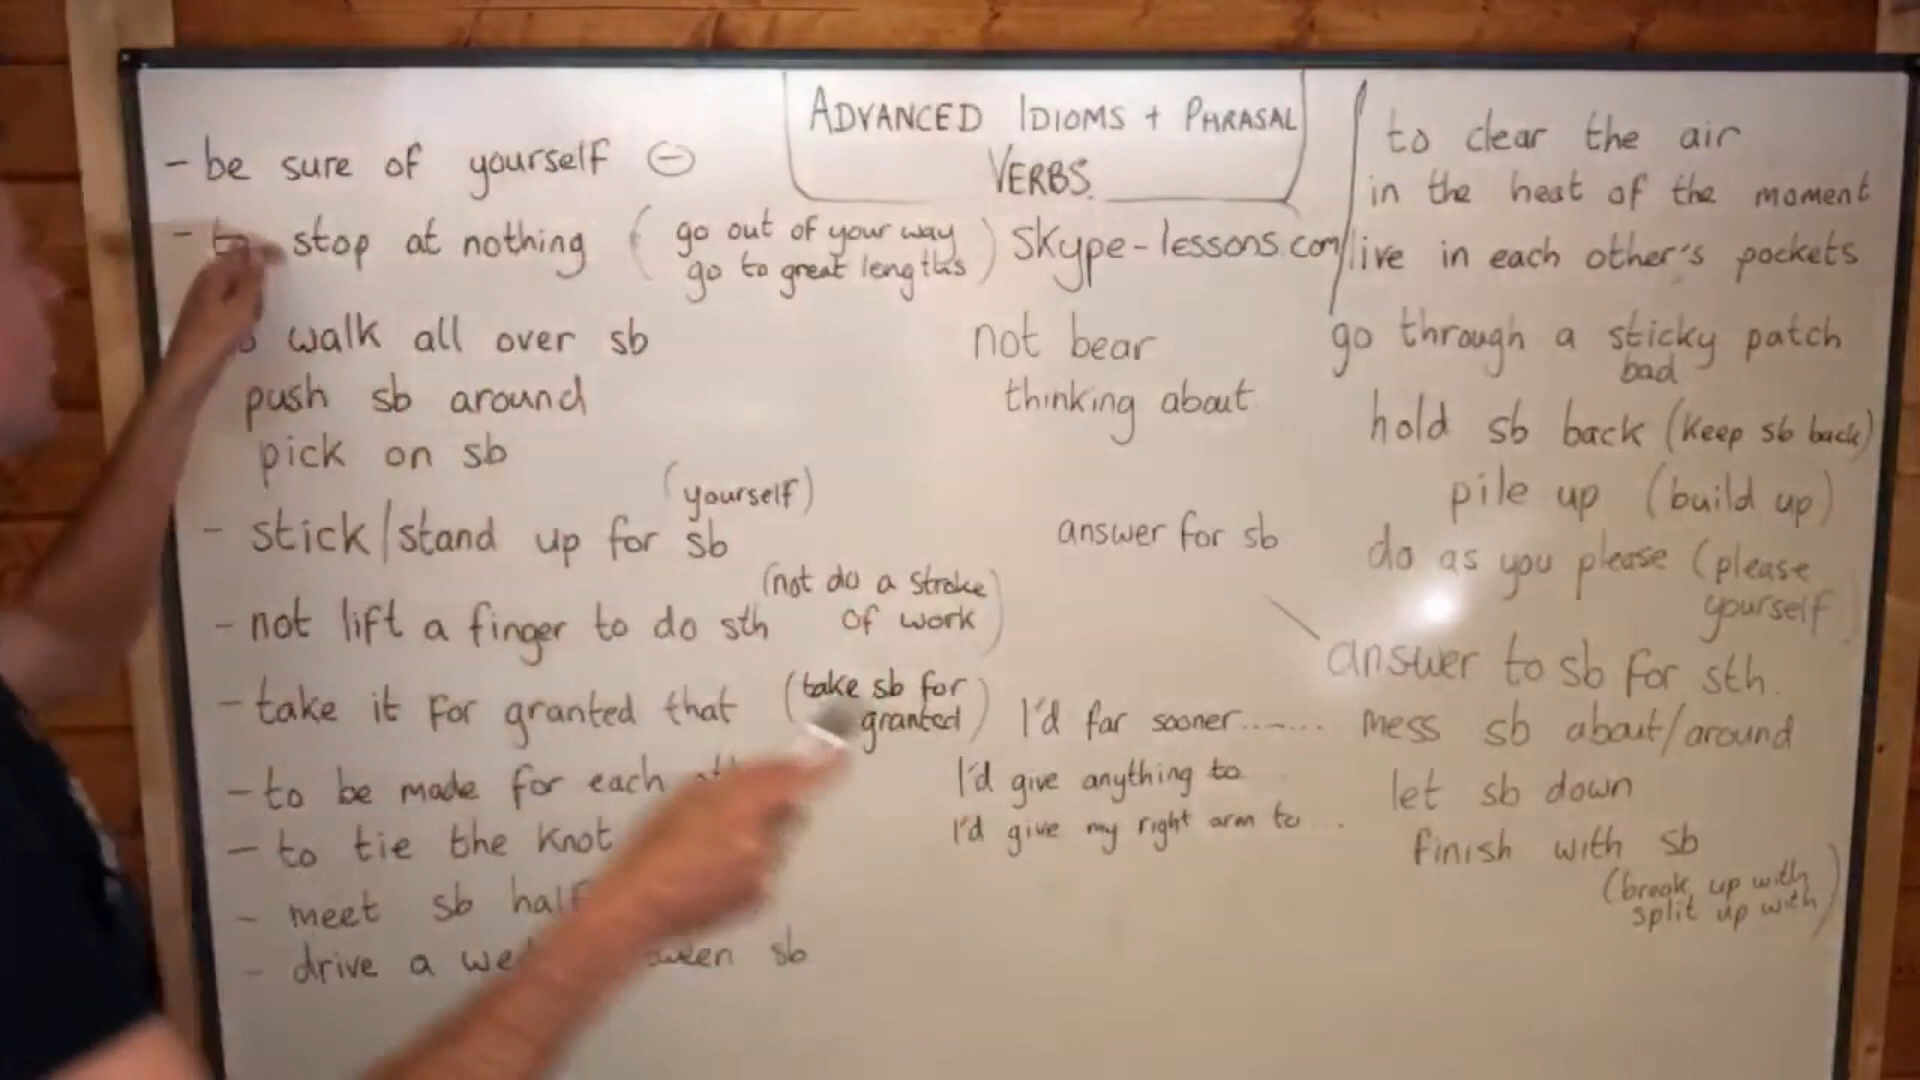 ADVANCED IDIOMS + PHRASAL
VERBS.
- be sure of yourself ⊖
- to stop at nothing (go out of your way
go to great lengths)
skype-lessons.com
walk all over sb
push sb around
pick on sb
- stick/stand up for sb (yourself)
- not lift a finger to do sth (not do a stroke
of work)
- take it for granted that (take sb for
granted)
- to be made for each
- to tie the knot
- meet sb
- drive a sb
not bear
thinking about
answer for sb
I'd far sooner.......
I'd give anything to
I'd give my right arm to...
to clear the air
in the heat of the moment
live in each other's pockets
go through a sticky patch
bad
hold sb back (keep sb back)
pile up (build up)
do as you please (please
yourself)
answer to sb for sth.
mess sb about/around
let sb down
finish with sb
(break up with
split up with)